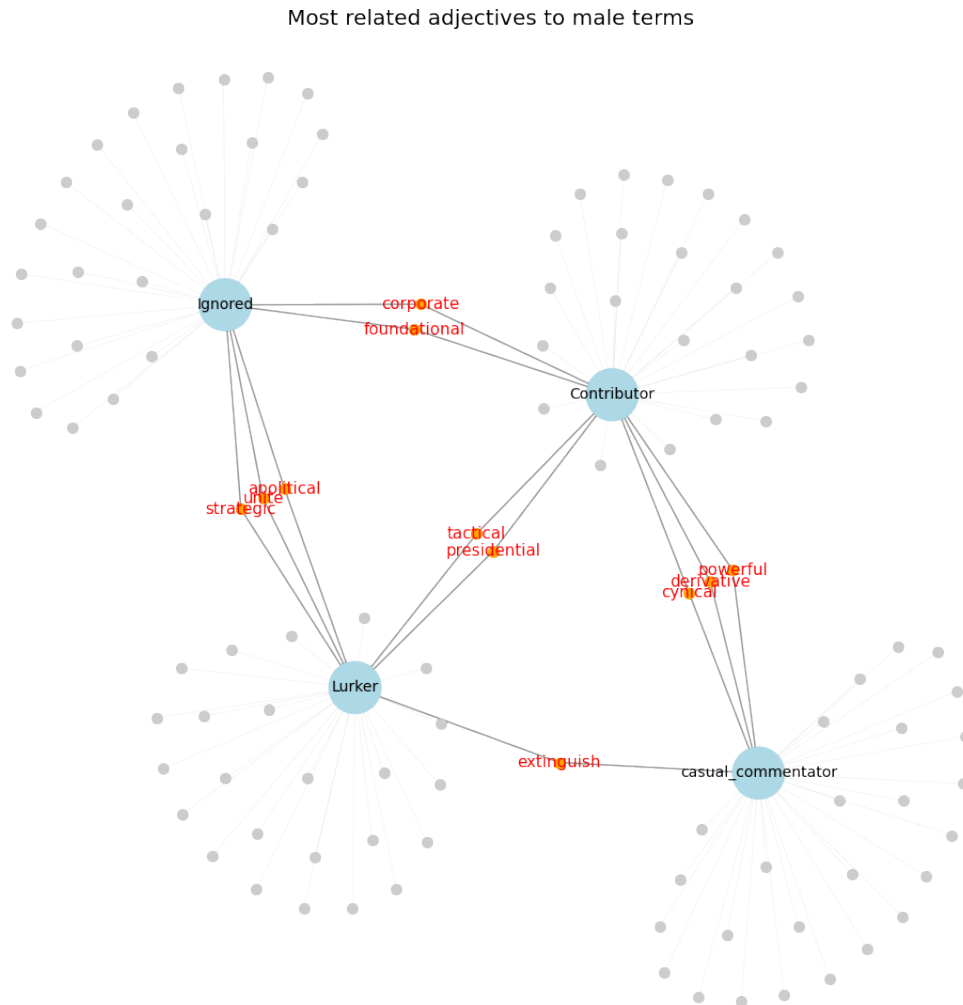 Most related adjectives to male terms
Ignored
corporate
foundational
Contributor
apolitical
unite
strategic
tactical
presidential
powerful
derivative
cynical
Lurker
extinguish
casual_commentator